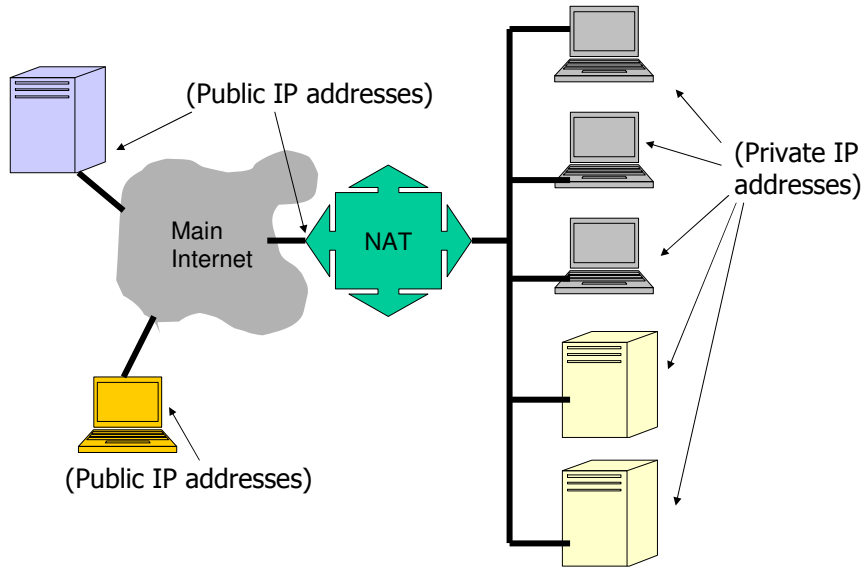 (Public IP addresses)
(Private IP
addresses)
Main
Internet
NAT
(Public IP addresses)